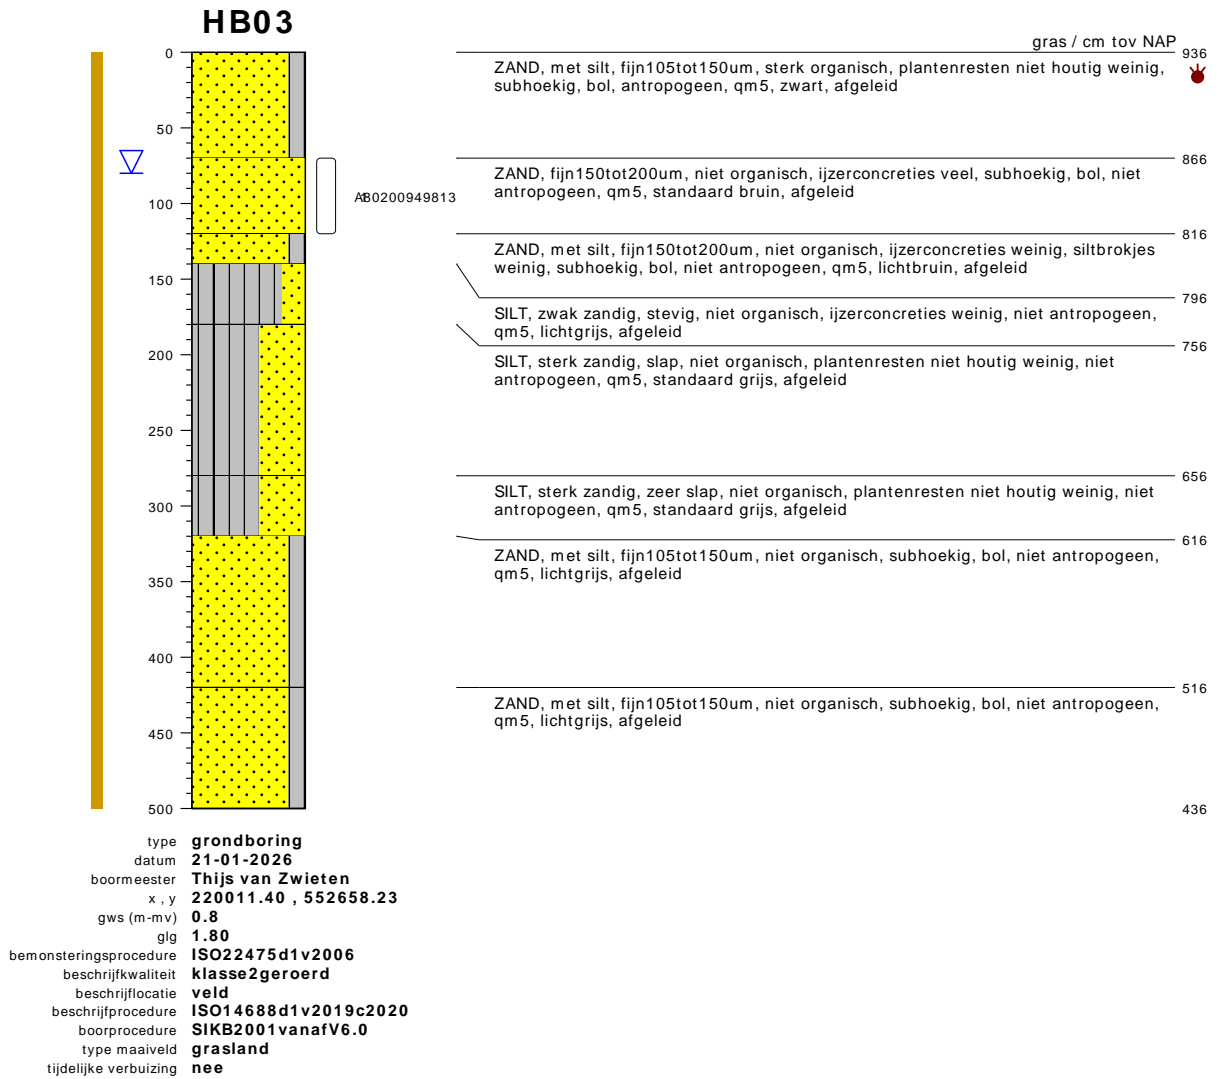 HB03
gras / cm tov NAP
0
936
ZAND, met silt, fijn105tot150um, sterk organisch, plantenresten niet houtig weinig,
subhoekig, bol, antropogeen, qm5, zwart, afgeleid
50
866
ZAND, fijn150tot200um, niet organisch, ijzerconcreties veel, subhoekig, bol, niet
antropogeen, qm5, standaard bruin, afgeleid
100
816
ZAND, met silt, fijn150tot200um, niet organisch, ijzerconcreties weinig, siltbrokjes
weinig, subhoekig, bol, niet antropogeen, qm5, lichtbruin, afgeleid
150
796
SILT, zwak zandig, stevig, niet organisch, ijzerconcreties weinig, niet antropogeen,
qm5, lichtgrijs, afgeleid
756
200
SILT, sterk zandig, slap, niet organisch, plantenresten niet houtig weinig, niet
antropogeen, qm5, standaard grijs, afgeleid
250
656
SILT, sterk zandig, zeer slap, niet organisch, plantenresten niet houtig weinig, niet
antropogeen, qm5, standaard grijs, afgeleid
300
616
ZAND, met silt, fijn105tot150um, niet organisch, subhoekig, bol, niet antropogeen,
qm5, lichtgrijs, afgeleid
350
400
516
ZAND, met silt, fijn105tot150um, niet organisch, subhoekig, bol, niet antropogeen,
qm5, lichtgrijs, afgeleid
450
500
436
type grondboring
datum 21-01-2026
boormeester Thijs van Zwieten
x , y 220011.40 , 552658.23
gws (m-mv) 0.8
glg 1.80
bemonsteringsprocedure ISO22475d1v2006
beschrijfkwaliteit klasse2geroerd
beschrijflocatie veld
beschrijfprocedure ISO14688d1v2019c2020
boorprocedure SIKB2001vanafV6.0
type maaiveld grasland
tijdelijke verbuizing nee